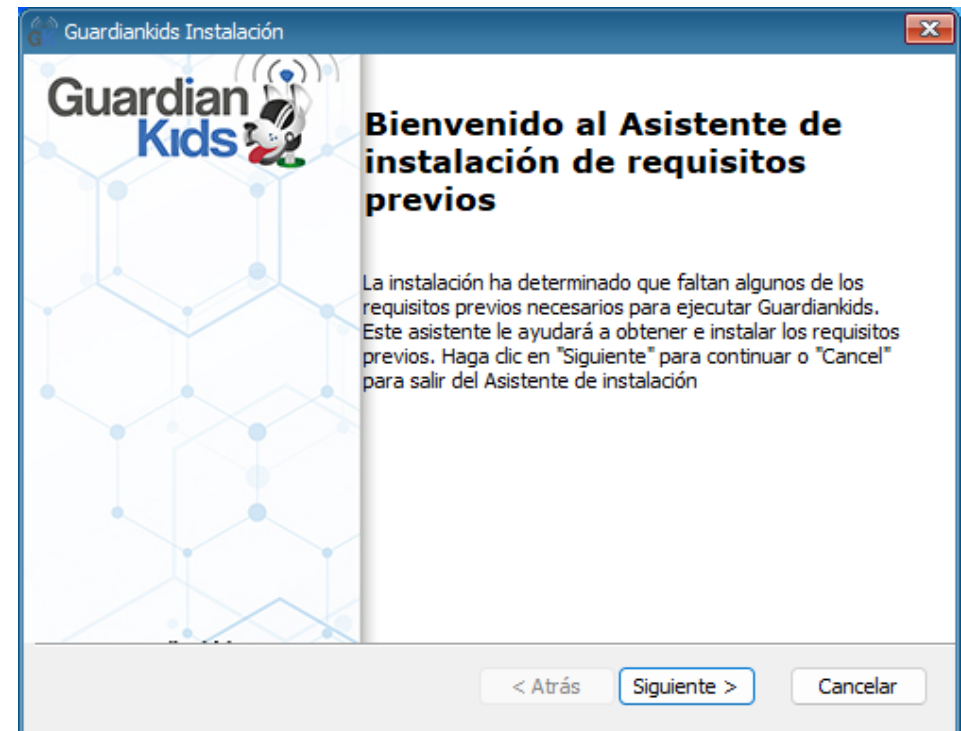 Guardiankids Instalación
Guardian
Kids
Bienvenido al Asistente de
instalación de requisitos
previos
La instalación ha determinado que faltan algunos de los
requisitos previos necesarios para ejecutar Guardiankids.
Este asistente le ayudará a obtener e instalar los requisitos
previos. Haga clic en "Siguiente" para continuar o "Cancel"
para salir del Asistente de instalación
< Atrás
Siguiente >
Cancelar